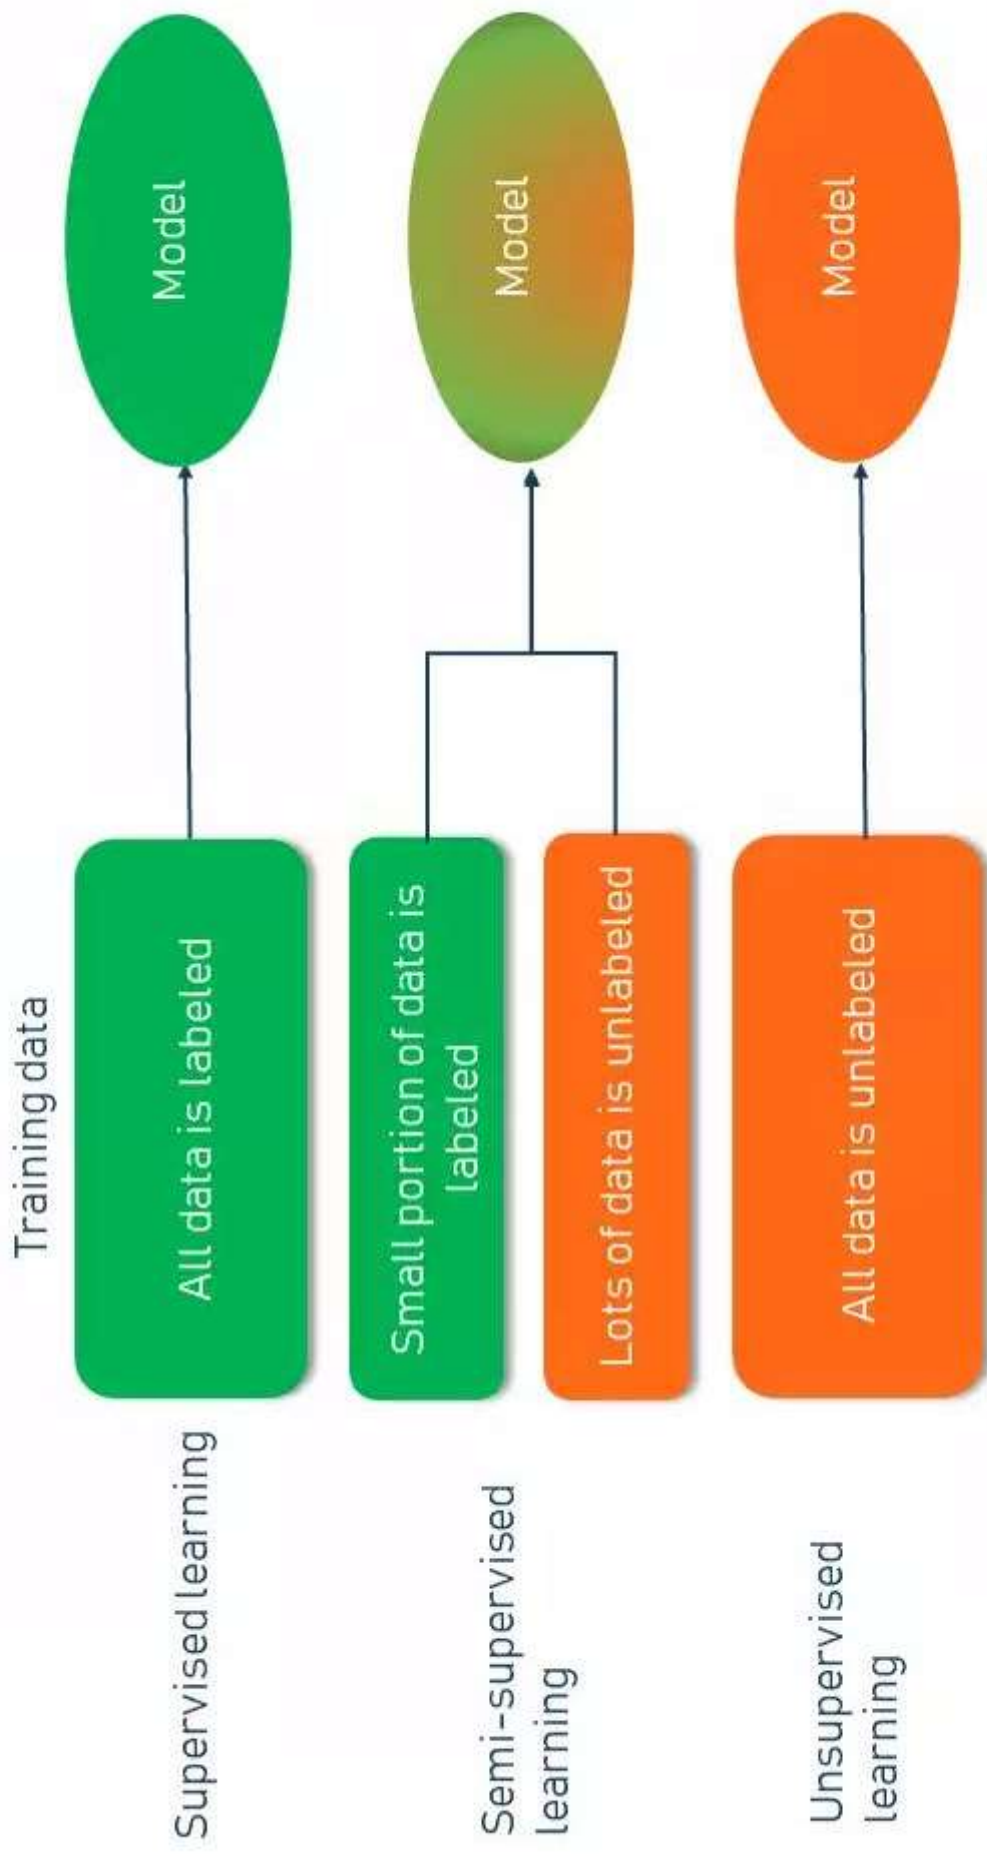 Training data
Supervised learning
All data is labeled
Model
Semi-supervised
learning
Small portion of data is
labeled
Lots of data is unlabeled
Model
Unsupervised
learning
All data is unlabeled
Model